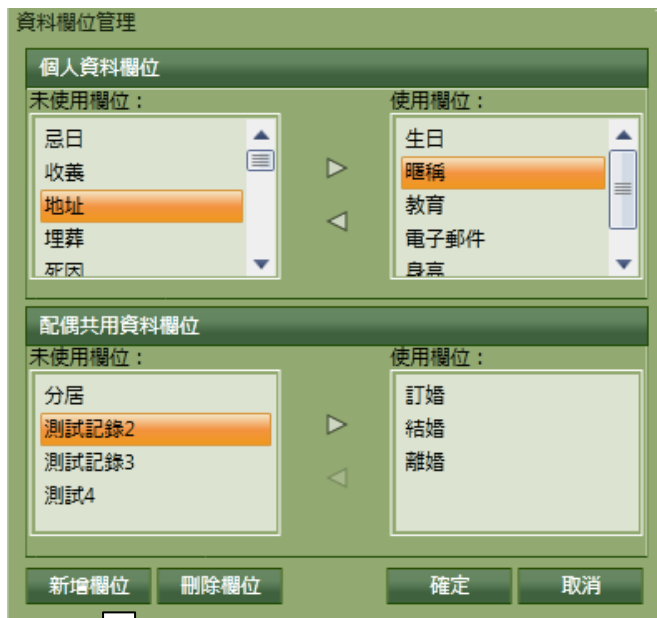 資料欄位管理
個人資料欄位
未使用欄位：
忌日
收養
地址
埋葬
死因
使用欄位：
生日
暱稱
教育
電子郵件
身高
配偶共用資料欄位
未使用欄位：
分居
測試記錄2
測試記錄3
測試4
使用欄位：
訂婚
結婚
離婚
新增欄位
刪除欄位
確定
取消